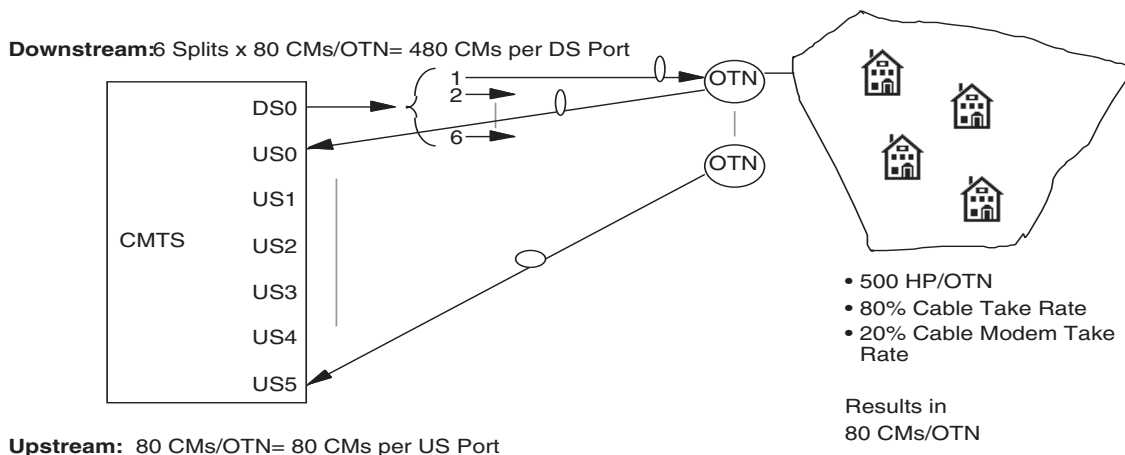 Downstream:6 Splits x 80 CMs/OTN= 480 CMs per DS Port
1
2
6
OTN
OTN
DS0
US0
US1
US2
US3
US4
US5
CMTS
• 500 HP/OTN
• 80% Cable Take Rate
• 20% Cable Modem Take
Rate
Results in
80 CMs/OTN
Upstream: 80 CMs/OTN= 80 CMs per US Port